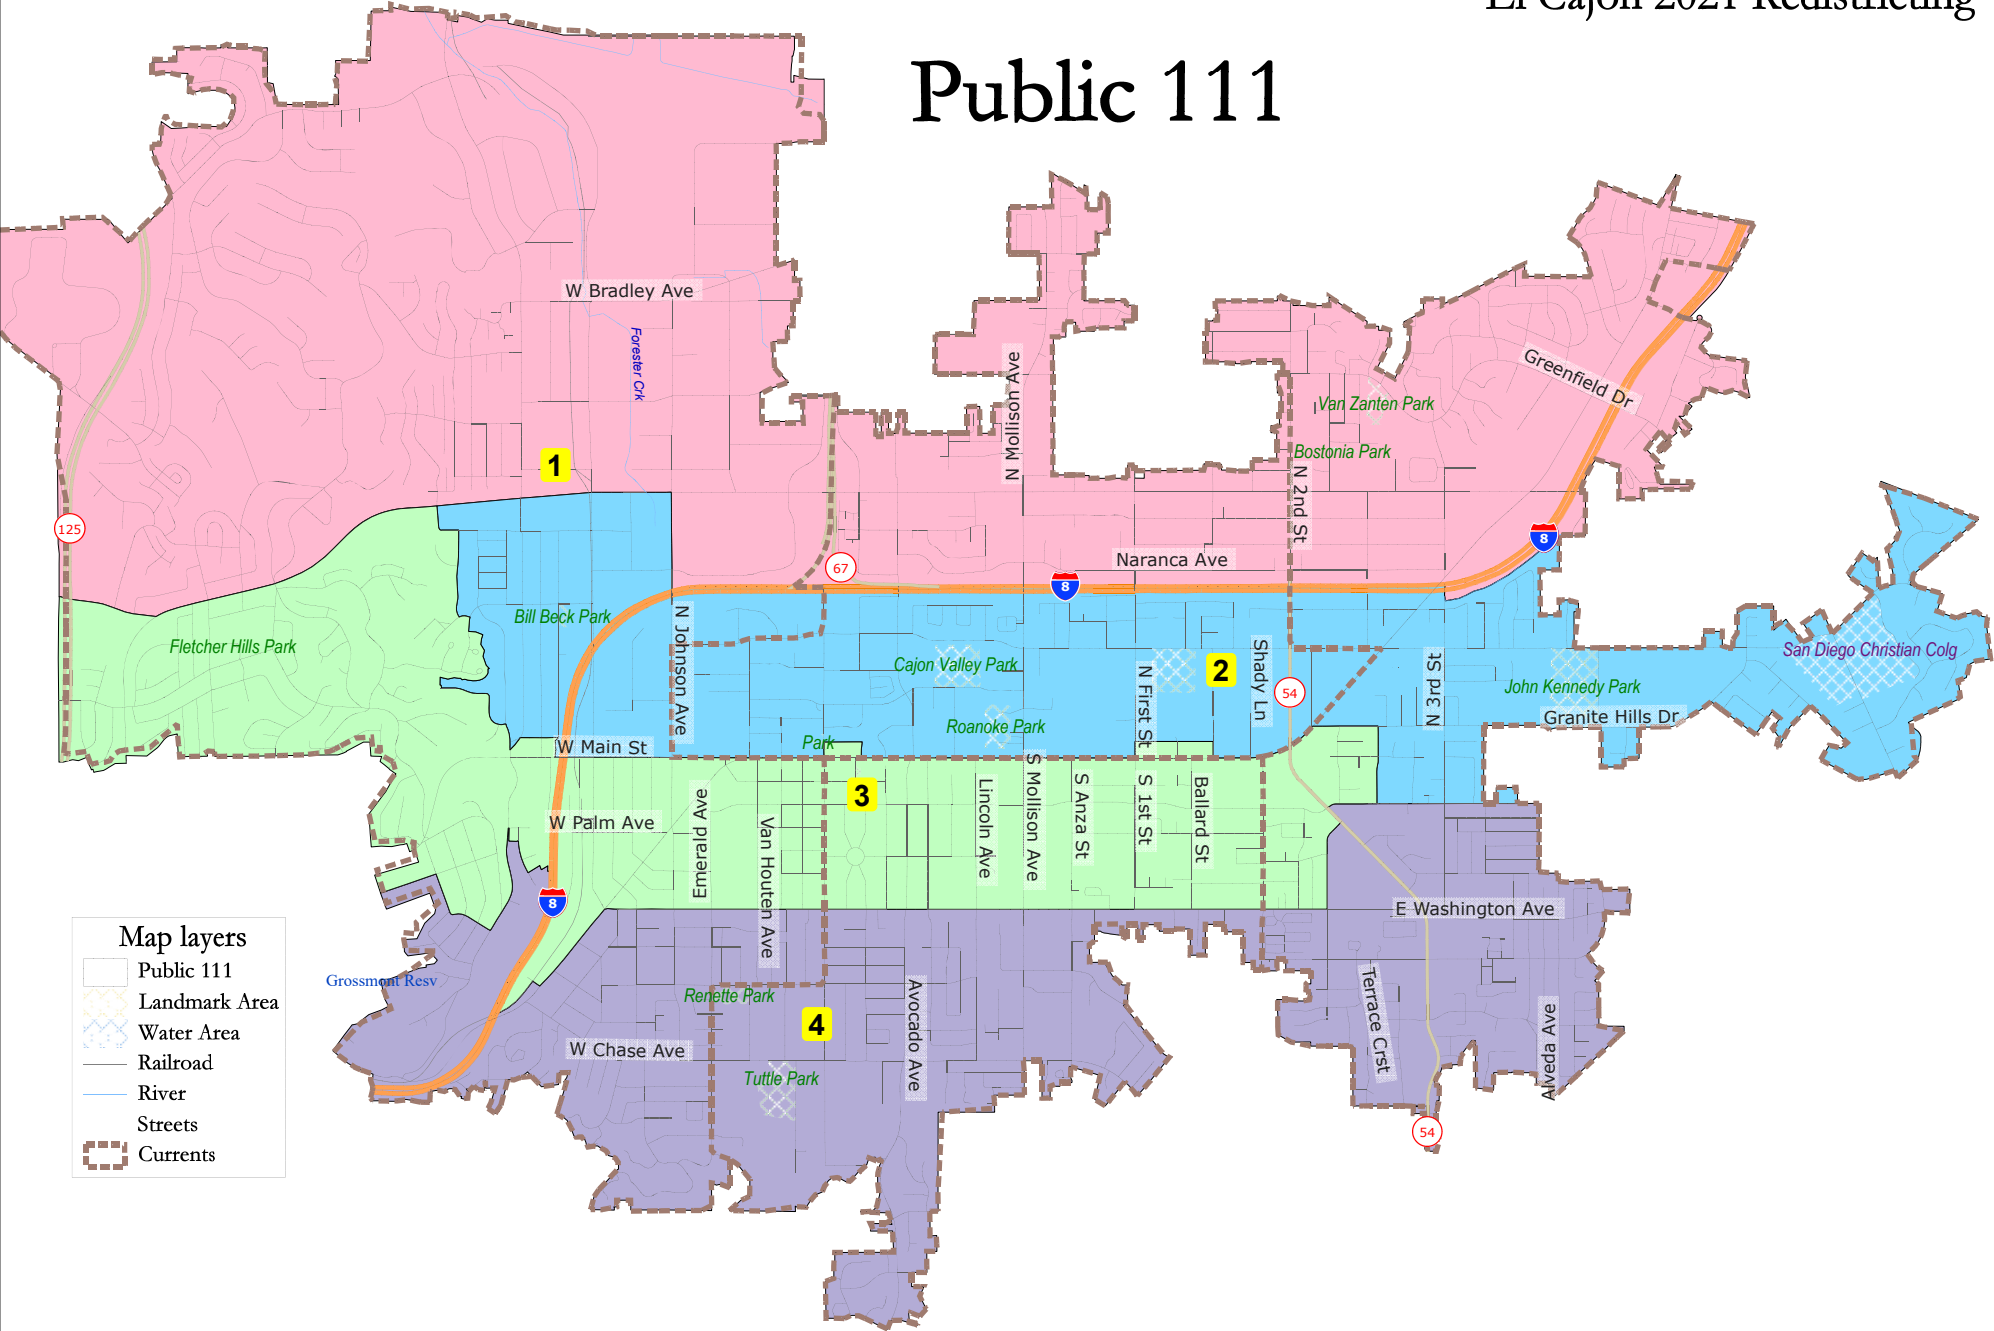 El Cajon 2021 Redistricting
Public 111
W Bradley Ave
Forester Crk
N Mollison Ave
Greenfield Dr
Van Zanten Park
Bostonia Park
1
N 2nd St
125
8
Naranca Ave
67
8
Bill Beck Park
N Johnson Ave
Fletcher Hills Park
Cajon Valley Park
2
N First St
Shady Ln
54
N 3rd St
San Diego Christian Colg
John Kennedy Park
Granite Hills Dr
Roanoke Park
Park
W Main St
3
S Mollison Ave
Lincoln Ave
S Anza St
S 1st St
Ballard St
Emerald Ave
Van Houten Ave
W Palm Ave
8
E Washington Ave
Grossmont Resv
Renette Park
4
Avocado Ave
Terrace Crst
W Chase Ave
Tuttle Park
54
Map layers
Public 111
Landmark Area
Water Area
Railroad
River
Streets
Currents